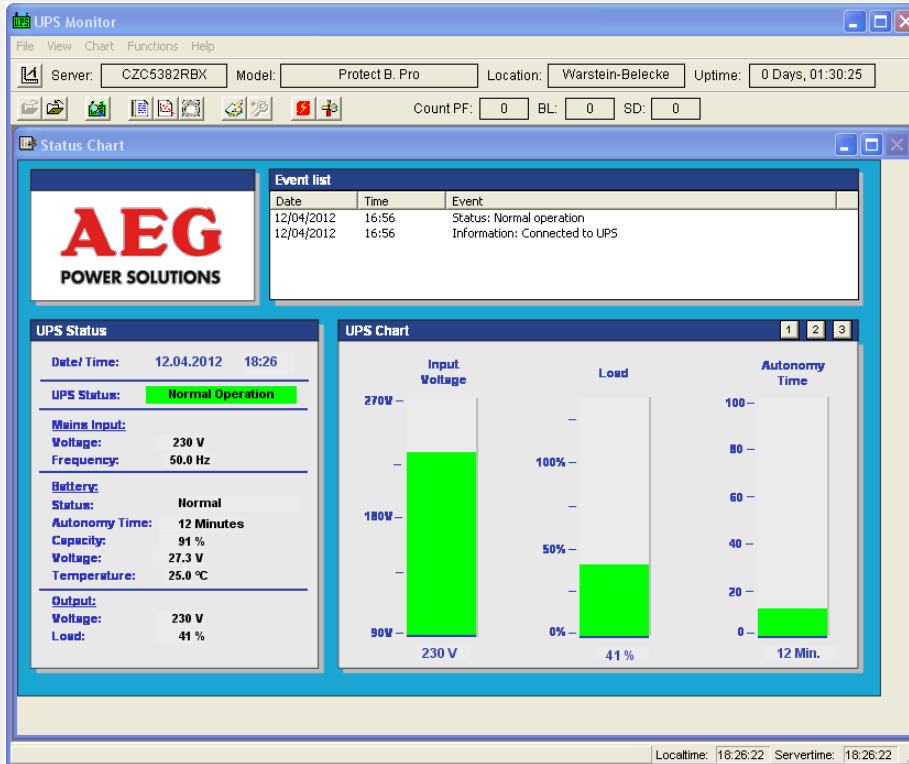 UPS Monitor
File View Chart Functions Help
Server: CZC5382RBX Model: Protect B. Pro Location: Warstein-Belecke Uptime: 0 Days, 01:30:25
Count PF: 0 BL: 0 SD: 0
Status Chart
AEG
POWER SOLUTIONS
Event list
Date Time Event
12/04/2012 16:56 Status: Normal operation
12/04/2012 16:56 Information: Connected to UPS
UPS Status
Date/ Time: 12.04.2012 18:26
UPS Status: Normal Operation
Mains Input:
Voltage: 230 V
Frequency: 50.0 Hz
Battery:
Status: Normal
Autonomy Time: 12 Minutes
Capacity: 91 %
Voltage: 27.3 V
Temperature: 25.0 °C
Output:
Voltage: 230 V
Load: 41 %
UPS Chart 1 2 3
Input
Voltage
270V
180V
90V
230 V
Load
100%
50%
0%
41 %
Autonomy
Time
100
80
60
40
20
0
12 Min.
Localtime: 18:26:22 Servertime: 18:26:22